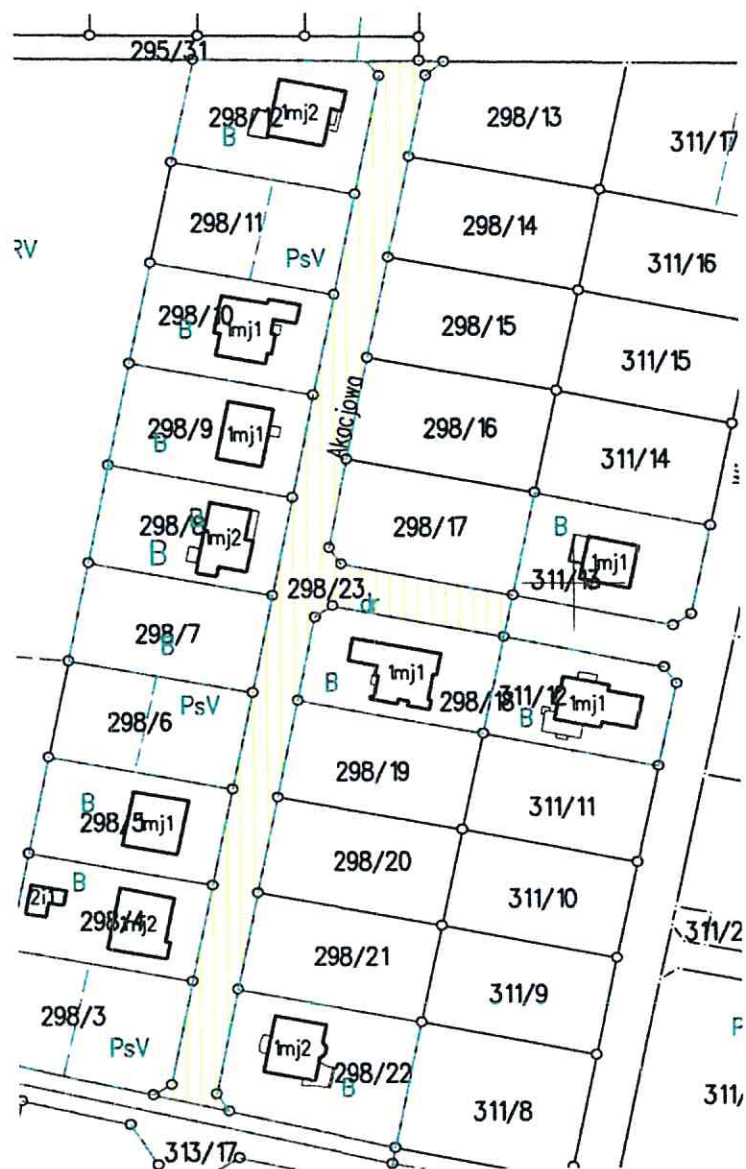 295/31
298/12
1mj2
B
298/13
311/17
298/11
PsV
298/14
RV
311/16
298/10
1mj1
B
298/15
311/15
Akacjowa
298/9
1mj1
B
298/16
311/14
298/8
B
1mj2
B
298/17
B
1mj1
298/23
dr
311/13
298/7
B
1mj1
B
298/18
311/12
1mj1
B
298/6
PsV
298/19
311/11
B
298/5
1mj1
298/20
311/10
B
2i1
298/4
1mj2
311/2
298/21
311/9
298/3
PsV
1mj2
298/22
B
P
311/
311/8
313/17